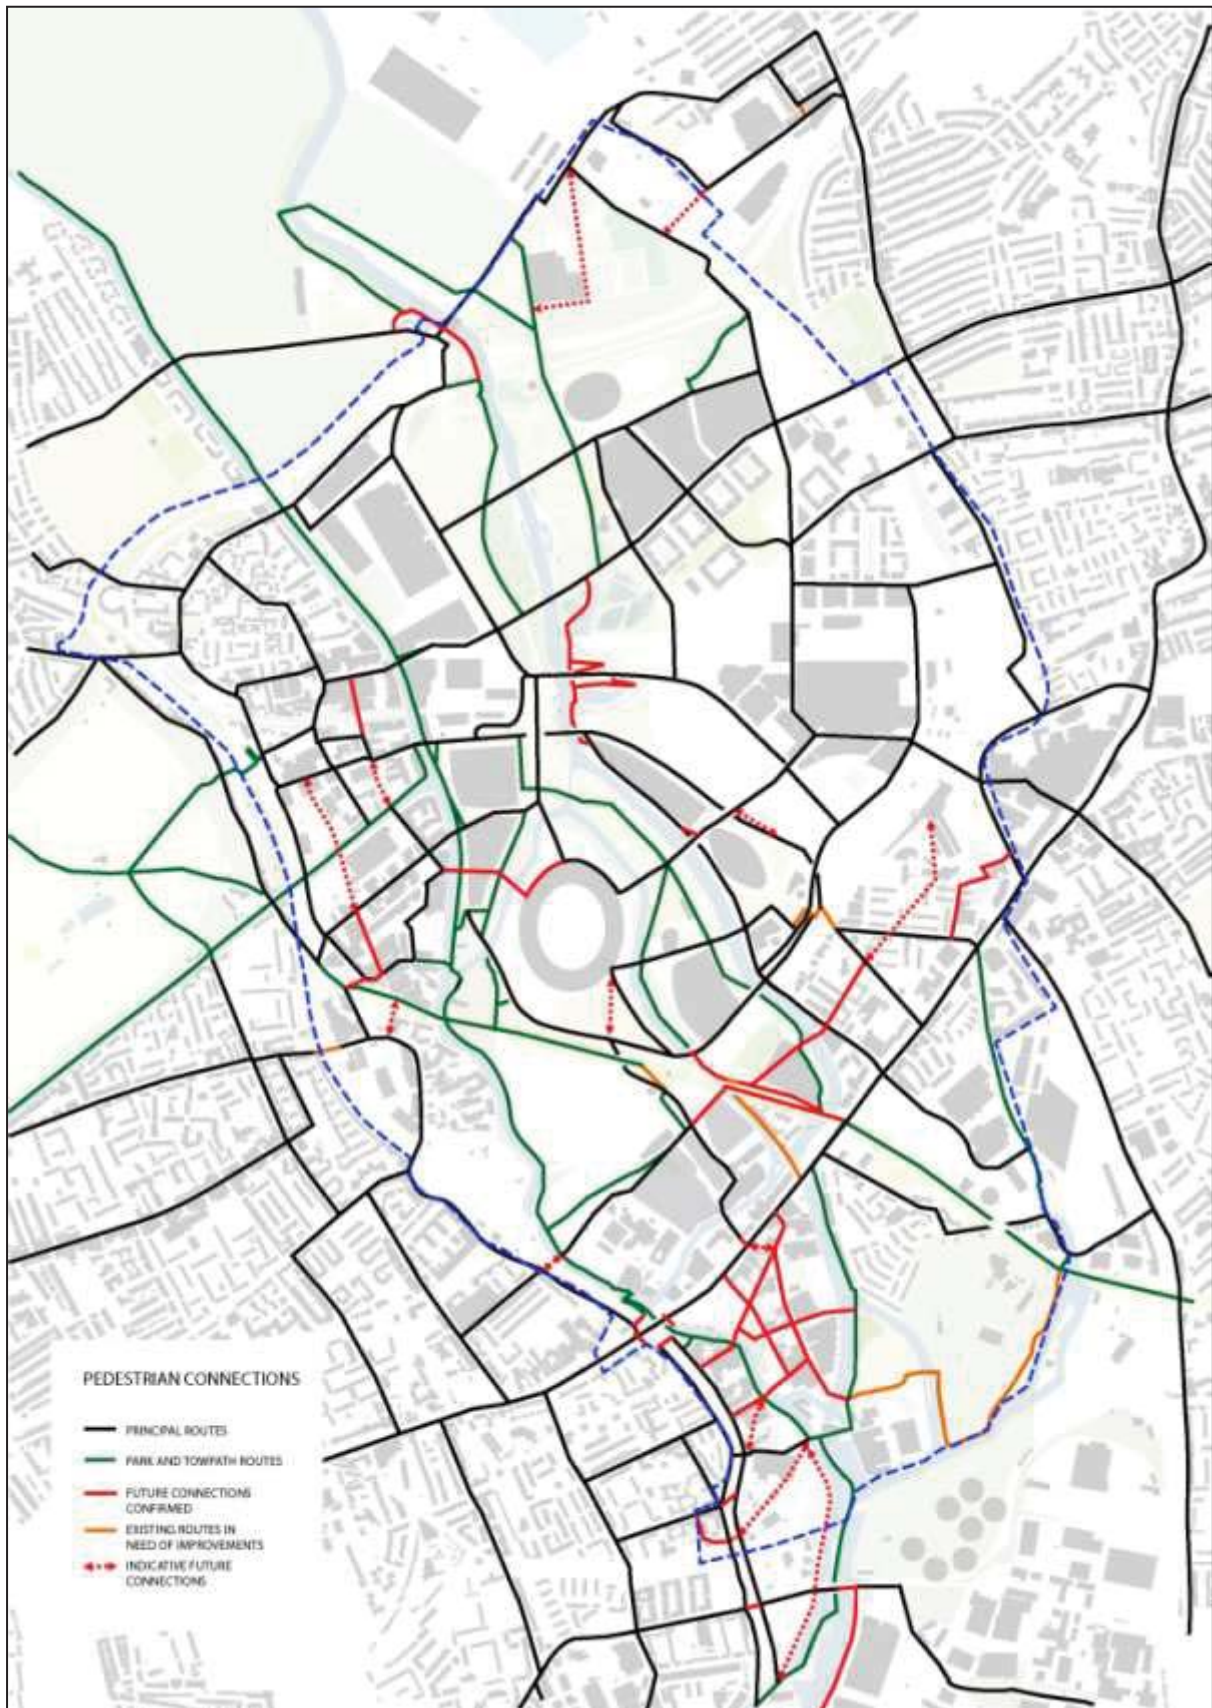 PEDESTRIAN CONNECTIONS
PRINCIPAL ROUTES
PARK AND TOWPATH ROUTES
FUTURE CONNECTIONS
CONFIRMED
EXISTING ROUTES IN
NEED OF IMPROVEMENTS
INDICATIVE FUTURE
CONNECTIONS